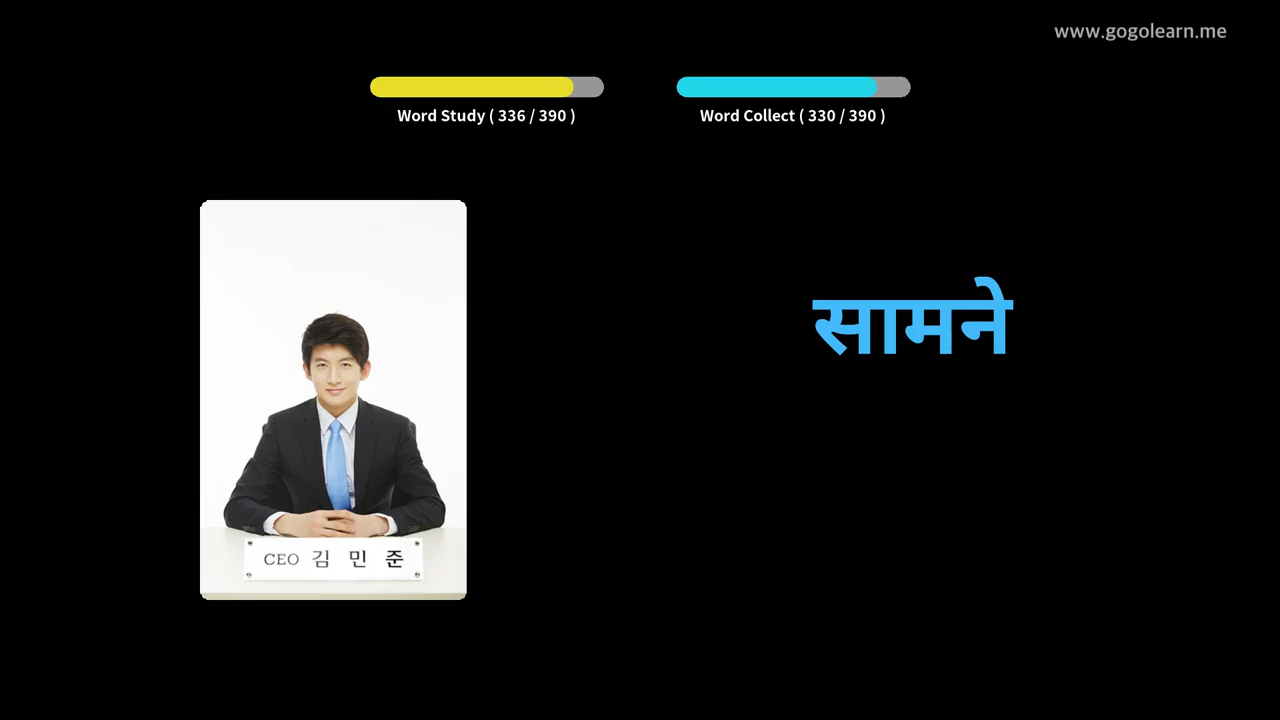 www.gogolearn.me
Word Study ( 336 / 390 )
Word Collect ( 330 / 390 )
सामने
CEO 김 민 준